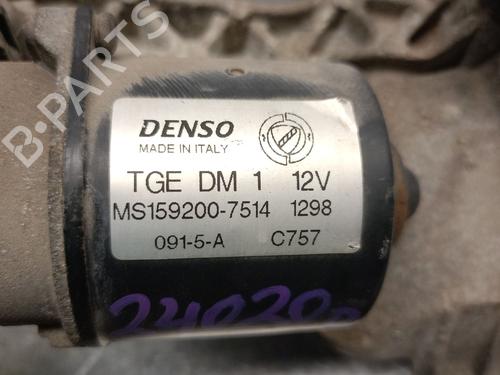 B-PARTS
DENSO
MADE IN ITALY
TGE DM 1 12V
MS159200-7514 1298
091-5-A C757